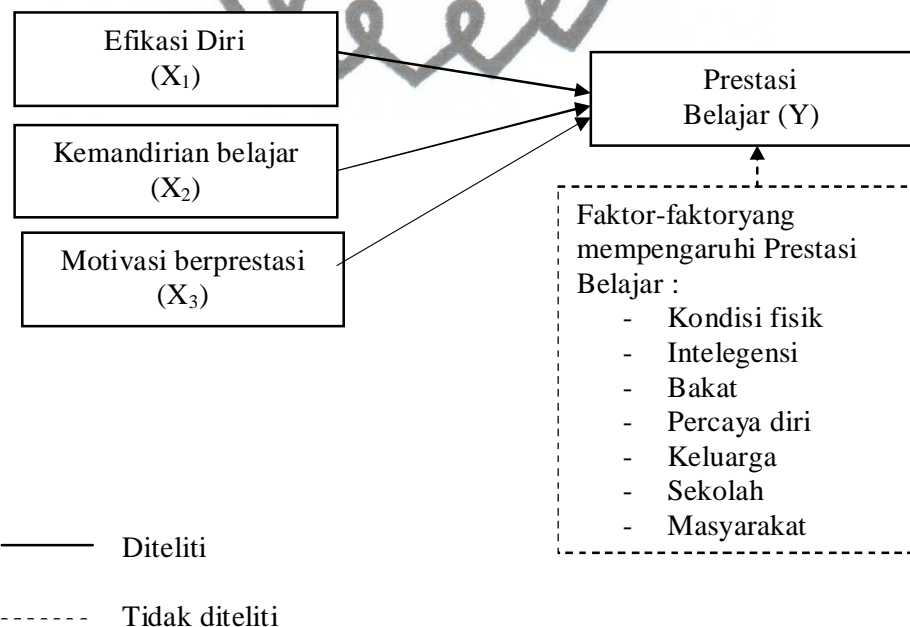 Efikasi Diri
(X₁)
Kemandirian belajar
(X₂)
Motivasi berprestasi
(X₃)
Prestasi
Belajar (Y)
Faktor-faktoryang
mempengaruhi Prestasi
Belajar :
- Kondisi fisik
- Intelegensi
- Bakat
- Percaya diri
- Keluarga
- Sekolah
- Masyarakat
Diteliti
Tidak diteliti